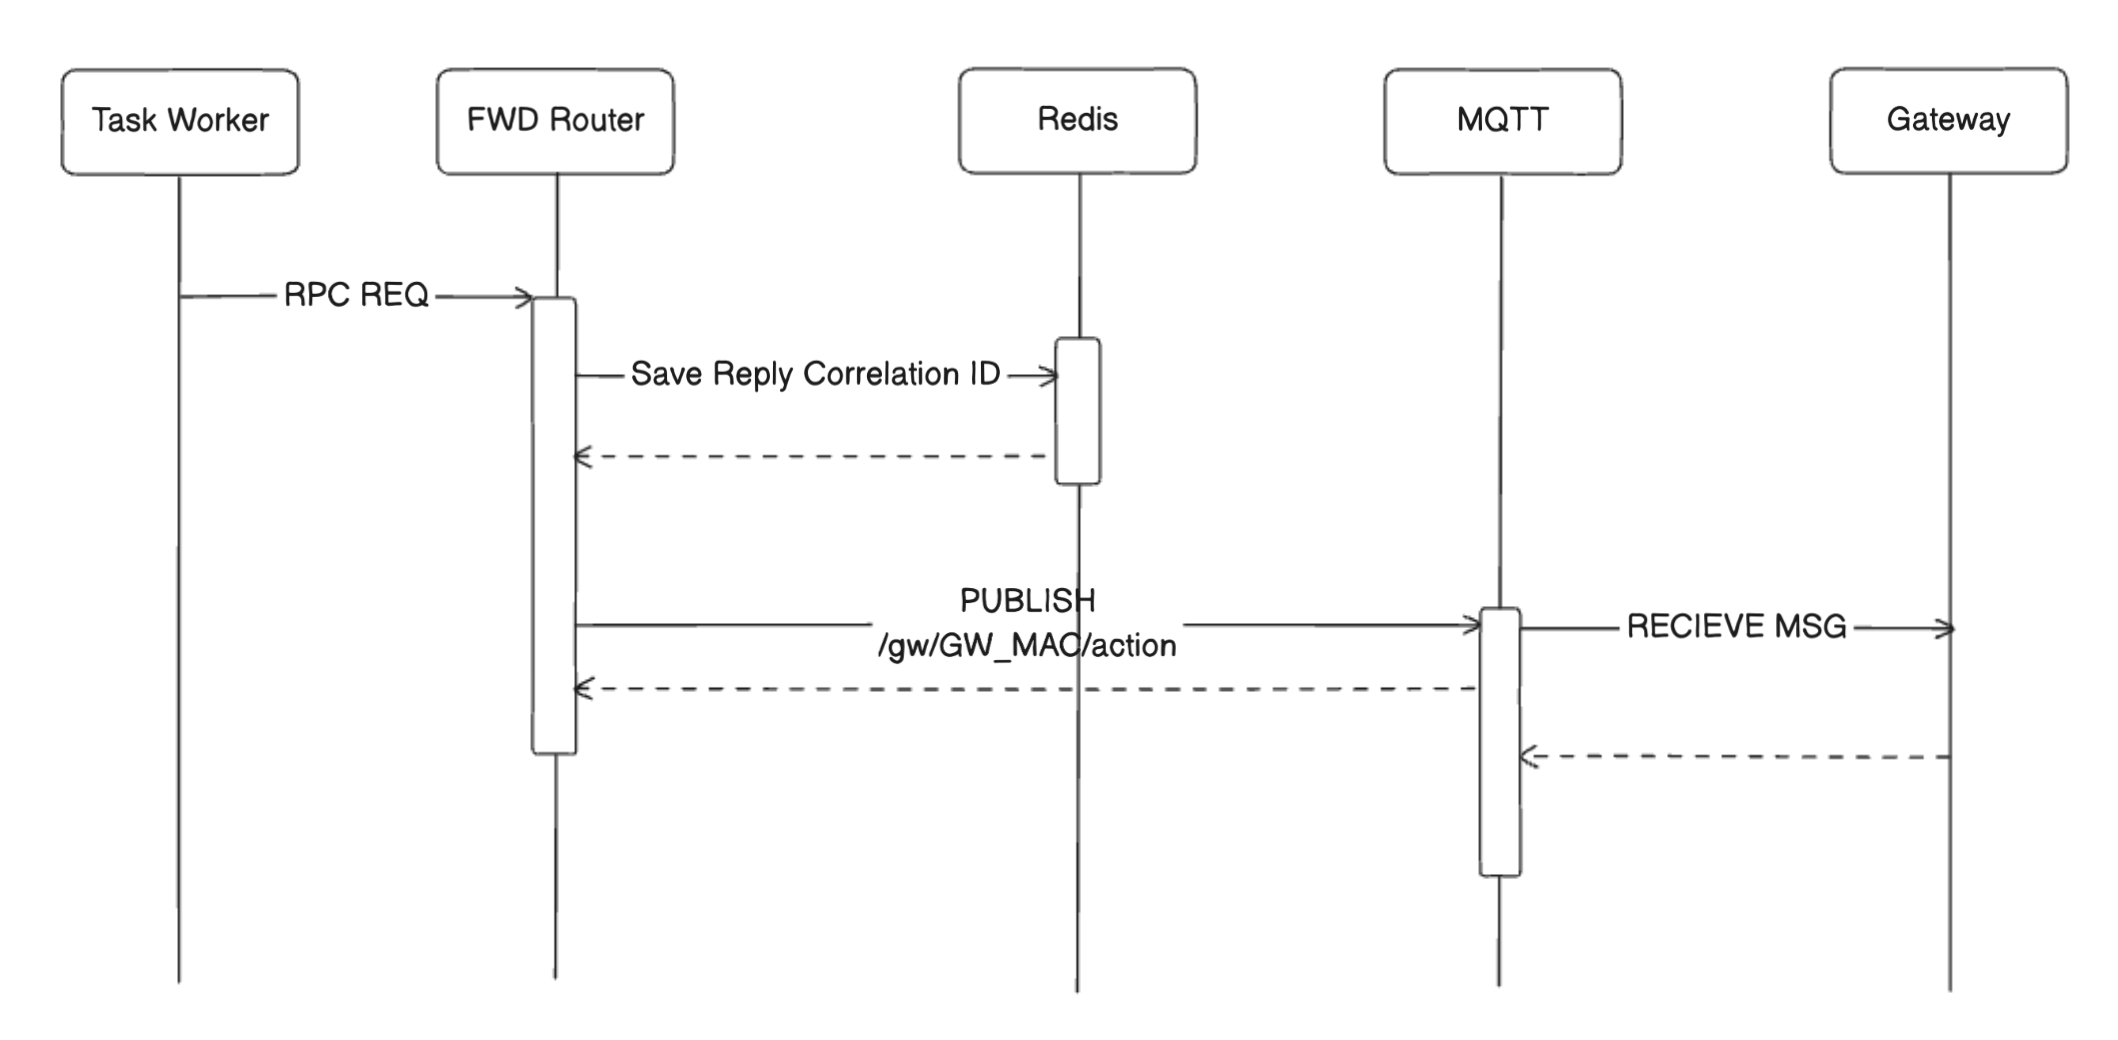 Task Worker
FWD Router
Redis
MQTT
Gateway
RPC REQ
Save Reply Correlation ID
PUBLISH
/gw/GW_MAC/action
RECIEVE MSG